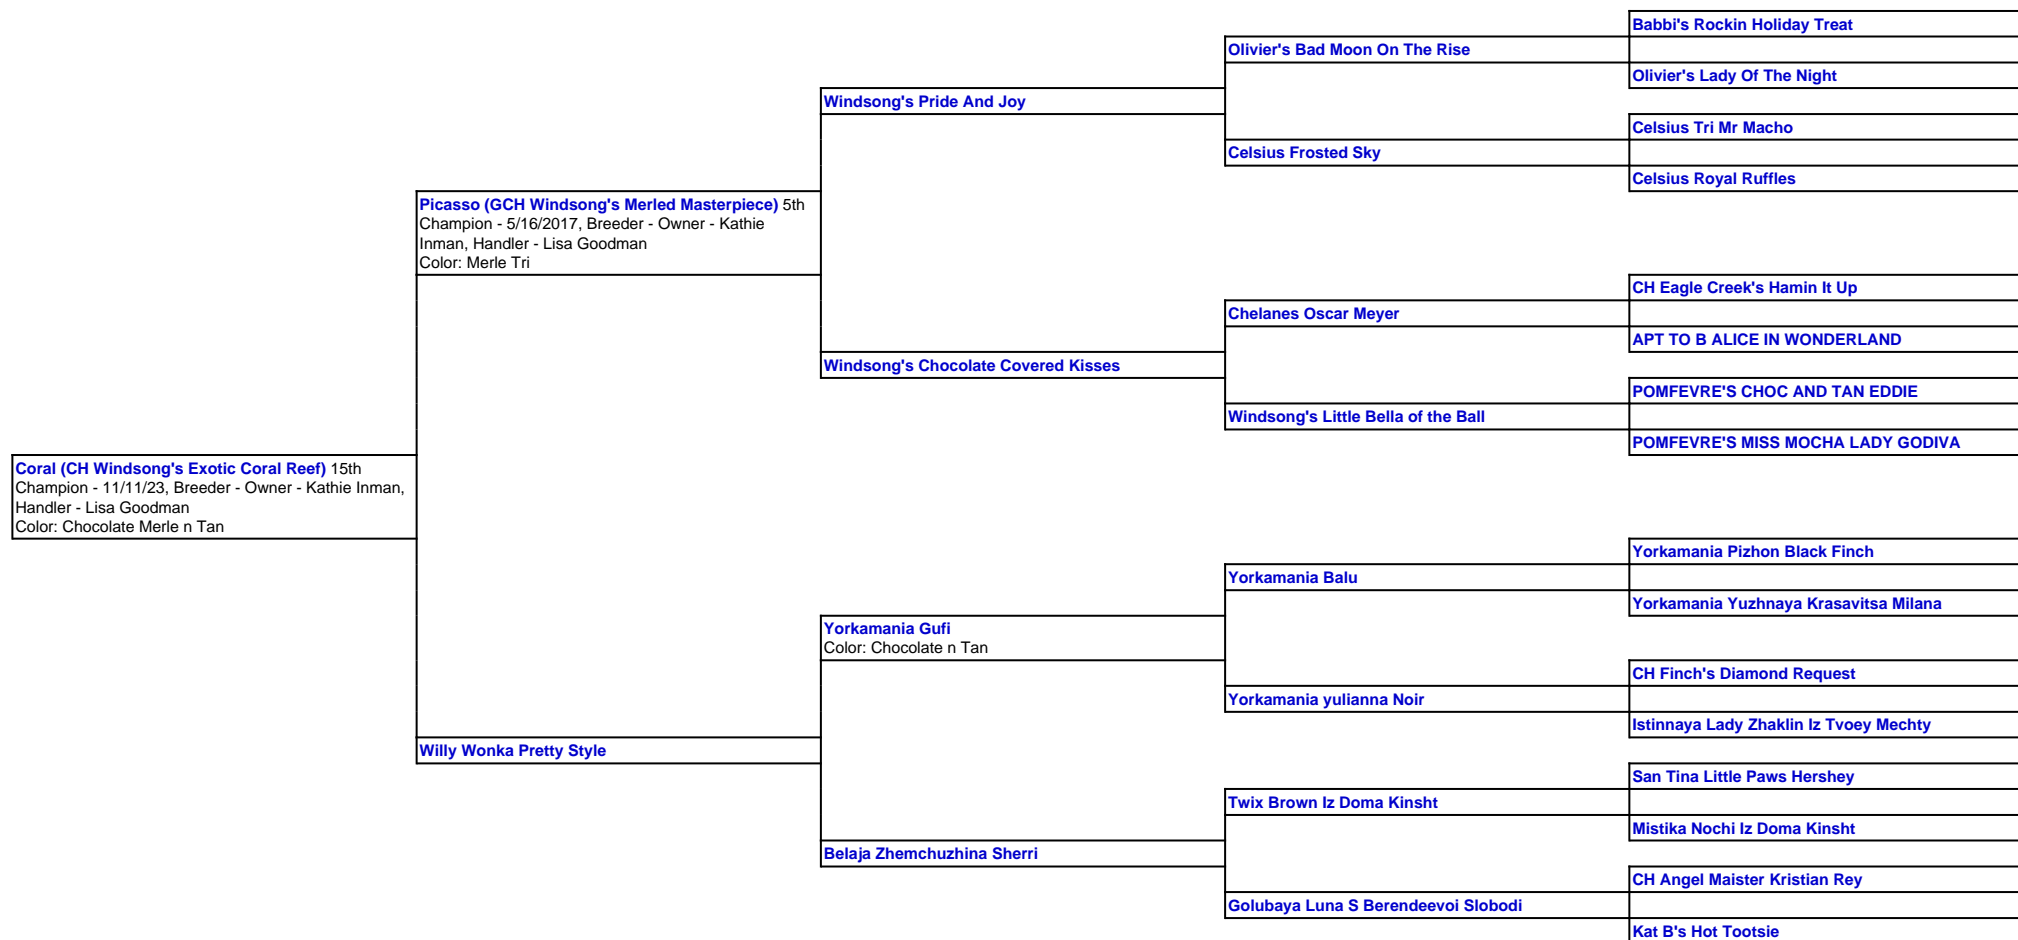 Babbi's Rockin Holiday Treat
Olivier's Bad Moon On The Rise
Olivier's Lady Of The Night
Windsong's Pride And Joy
Celsius Tri Mr Macho
Celsius Frosted Sky
Celsius Royal Ruffles
Picasso (GCH Windsong's Merled Masterpiece) 5th
Champion - 5/16/2017, Breeder - Owner - Kathie
Inman, Handler - Lisa Goodman
Color: Merle Tri
CH Eagle Creek's Hamin It Up
Chelanes Oscar Meyer
APT TO B ALICE IN WONDERLAND
Windsong's Chocolate Covered Kisses
POMFEVRE'S CHOC AND TAN EDDIE
Windsong's Little Bella of the Ball
POMFEVRE'S MISS MOCHA LADY GODIVA
Coral (CH Windsong's Exotic Coral Reef) 15th
Champion - 11/11/23, Breeder - Owner - Kathie Inman,
Handler - Lisa Goodman
Color: Chocolate Merle n Tan
Yorkamania Pizhon Black Finch
Yorkamania Balu
Yorkamania Yuzhnaya Krasavitsa Milana
Yorkamania Gufi
Color: Chocolate n Tan
CH Finch's Diamond Request
Yorkamania yulianna Noir
Istinnaya Lady Zhaklin Iz Tvoey Mechty
Willy Wonka Pretty Style
San Tina Little Paws Hershey
Twix Brown Iz Doma Kinsht
Mistika Nochi Iz Doma Kinsht
Belaja Zhemchuzhina Sherri
CH Angel Maister Kristian Rey
Golubaya Luna S Berendeevoi Slobodi
Kat B's Hot Tootsie